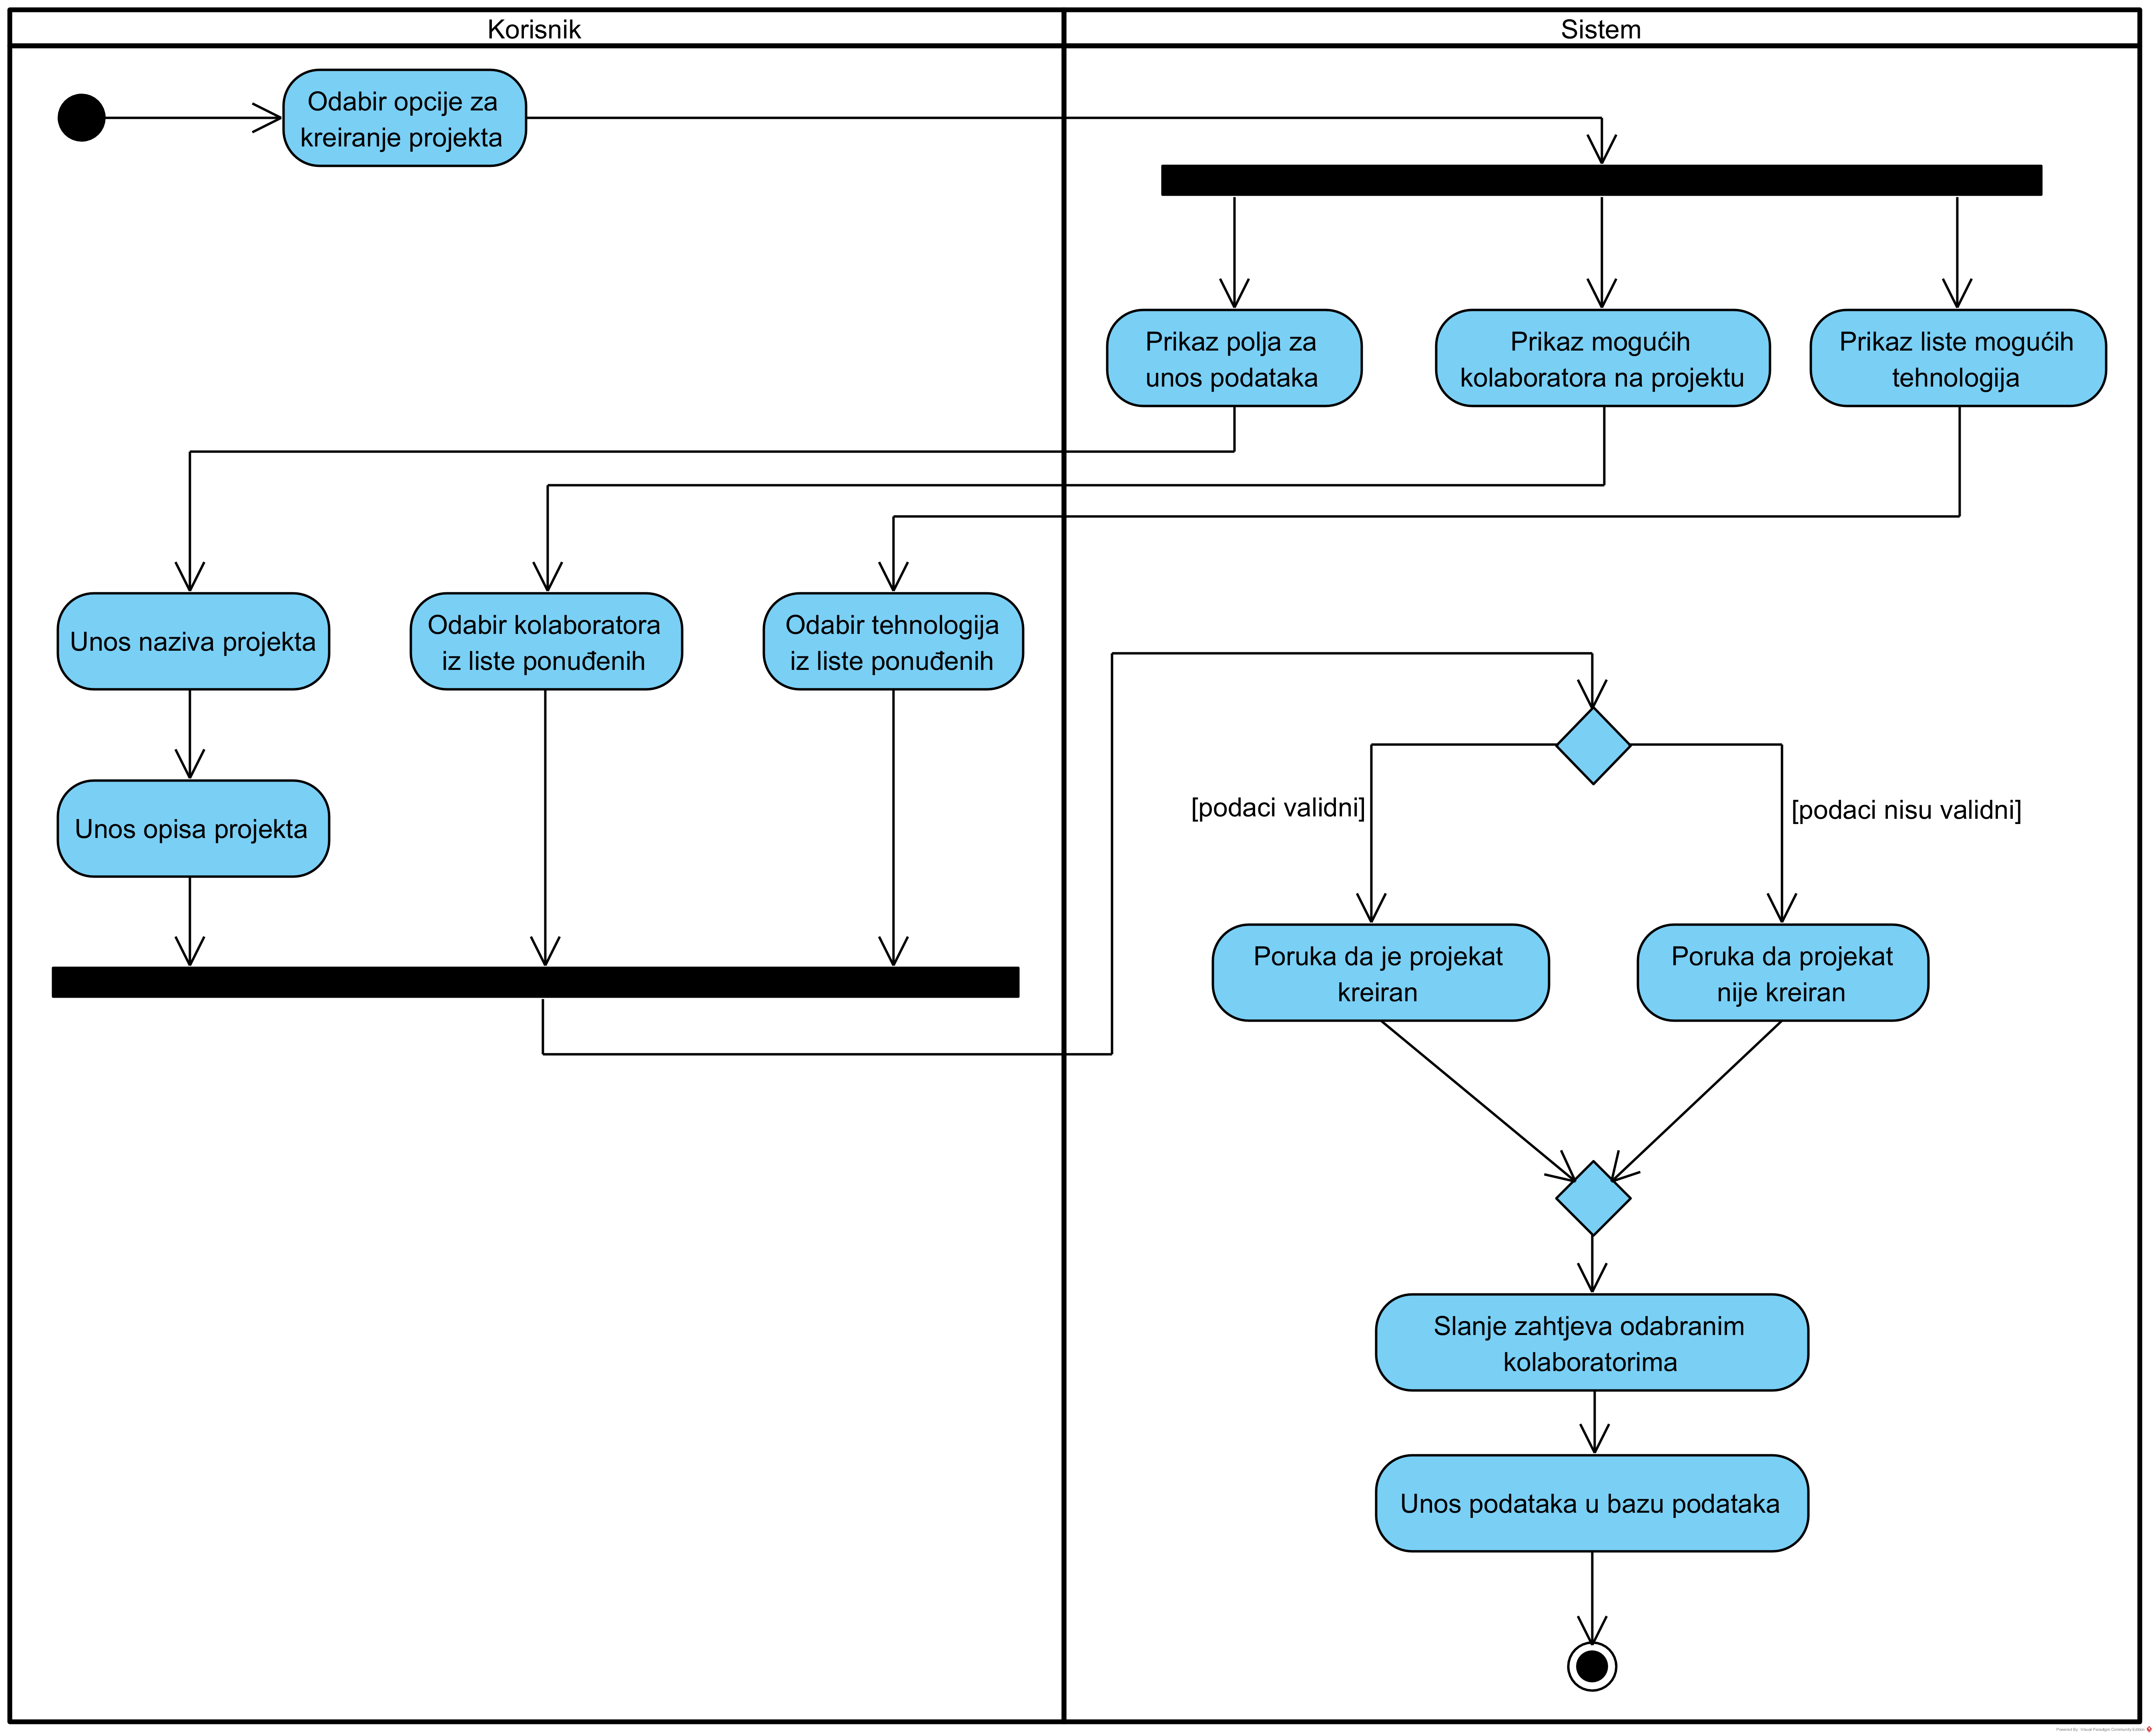 Korisnik
Sistem
Odabir opcije za
kreiranje projekta
Prikaz polja za
unos podataka
Prikaz mogućih
kolaboratora na projektu
Prikaz liste mogućih
tehnologija
Unos naziva projekta
Odabir kolaboratora
iz liste ponuđenih
Odabir tehnologija
iz liste ponuđenih
Unos opisa projekta
[podaci validni]
[podaci nisu validni]
Poruka da je projekat
kreiran
Poruka da projekat
nije kreiran
Slanje zahtjeva odabranim
kolaboratorima
Unos podataka u bazu podataka
Powered By: Visual Paradigm Community Edition